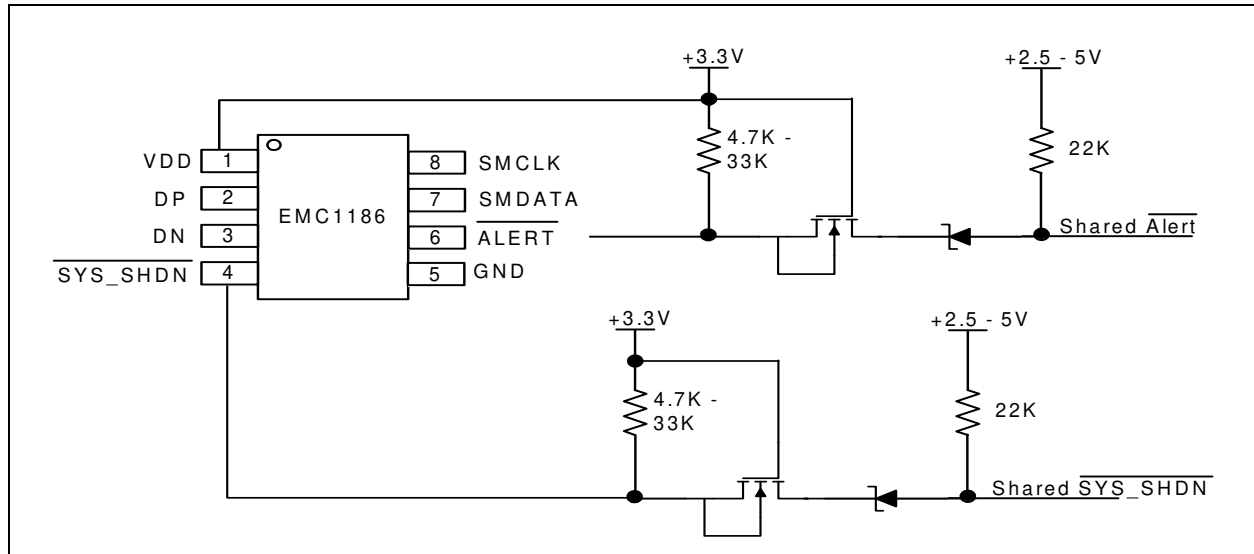 +3.3V
+2.5 - 5V
4.7K -
33K
22K
VDD 1
8 SMCLK
DP 2
7 SMDATA
EMC1186
DN 3
6 ALERT
SYS_SHDN 4
5 GND
Shared Alert
+3.3V
+2.5 - 5V
4.7K -
33K
22K
Shared SYS_SHDN